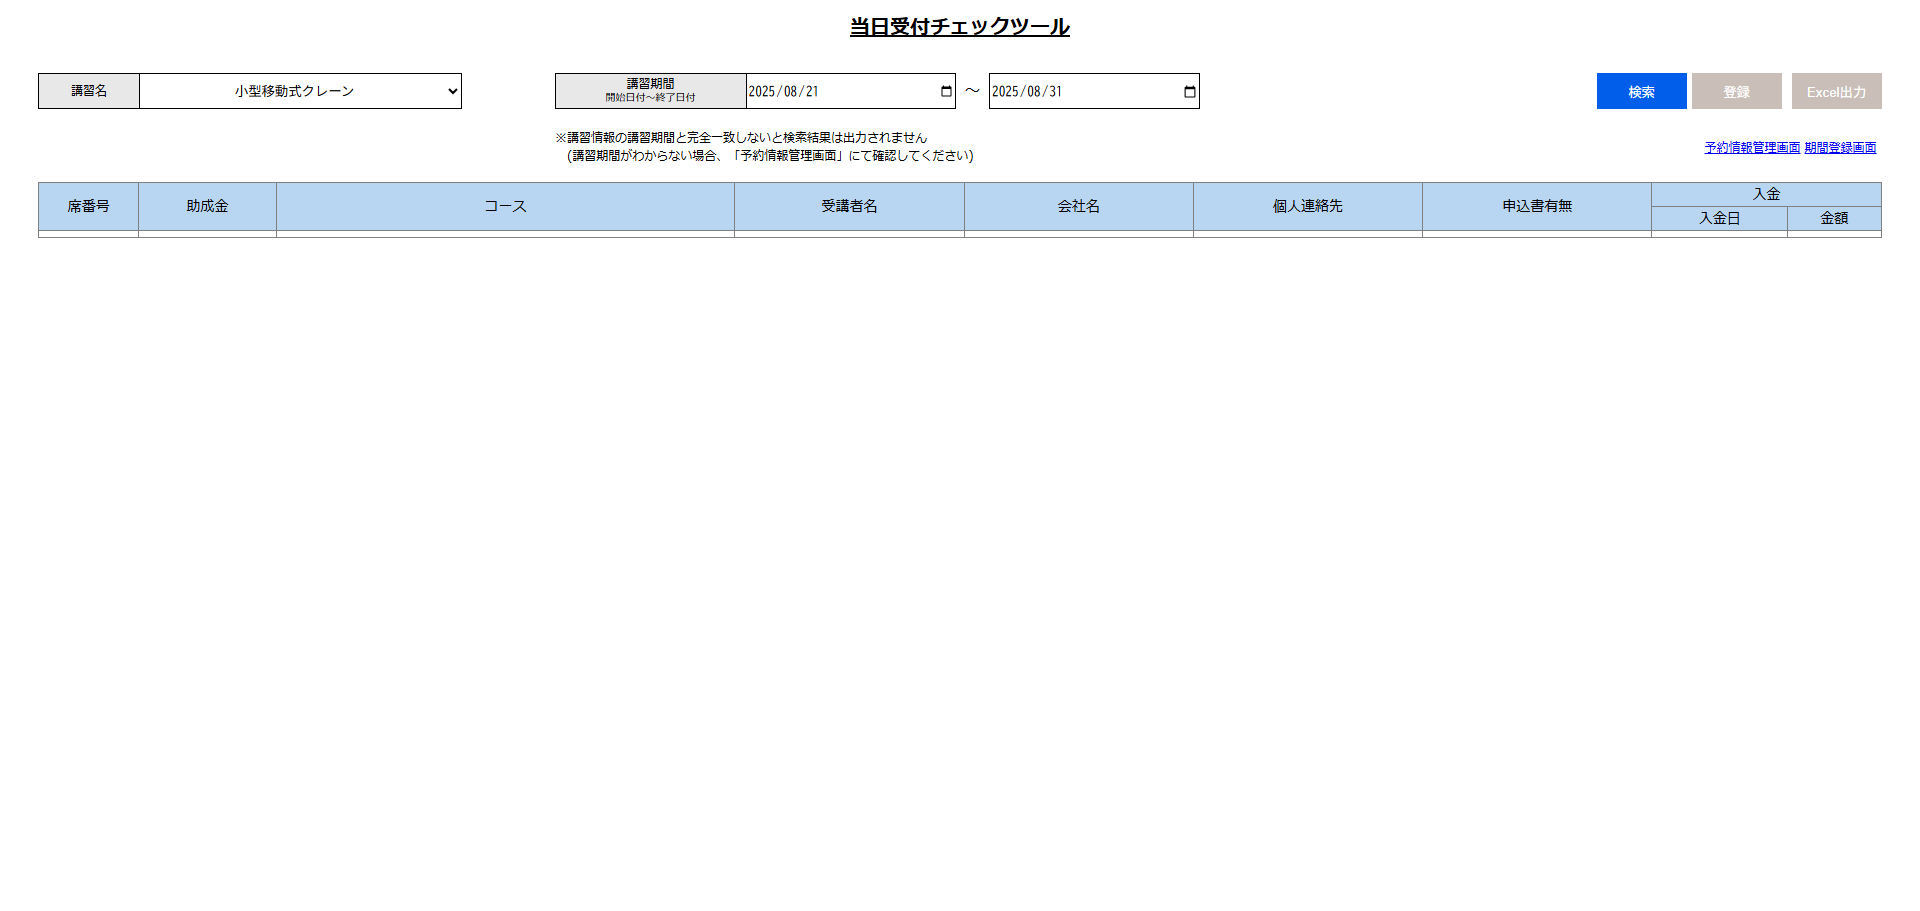 当日受付チェックツール
講習名 小型移動式クレーン 講習期間 2025/08/21 ～ 2025/08/31 検索 登録 Excel出力
開始日付～終了日付
※講習情報の講習期間と完全一致しないと検索結果は出力されません
(講習期間がわからない場合、「予約情報管理画面」にて確認してください)
予約情報管理画面 期間登録画面
席番号 助成金 コース 受講者名 会社名 個人連絡先 申込書有無 入金
入金日 金額